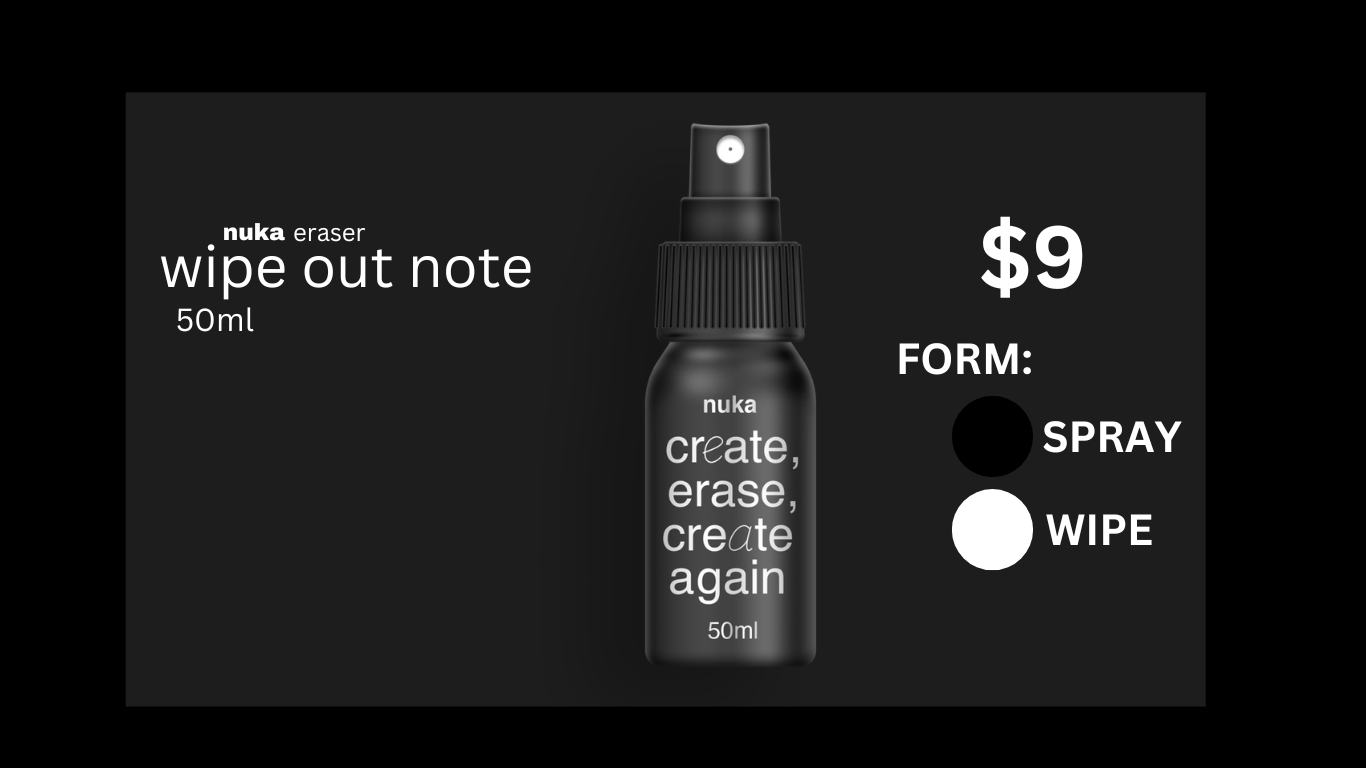 nuka eraser
wipe out note
50ml
nuka
create,
erase,
create
again
50ml
$9
FORM:
SPRAY
WIPE